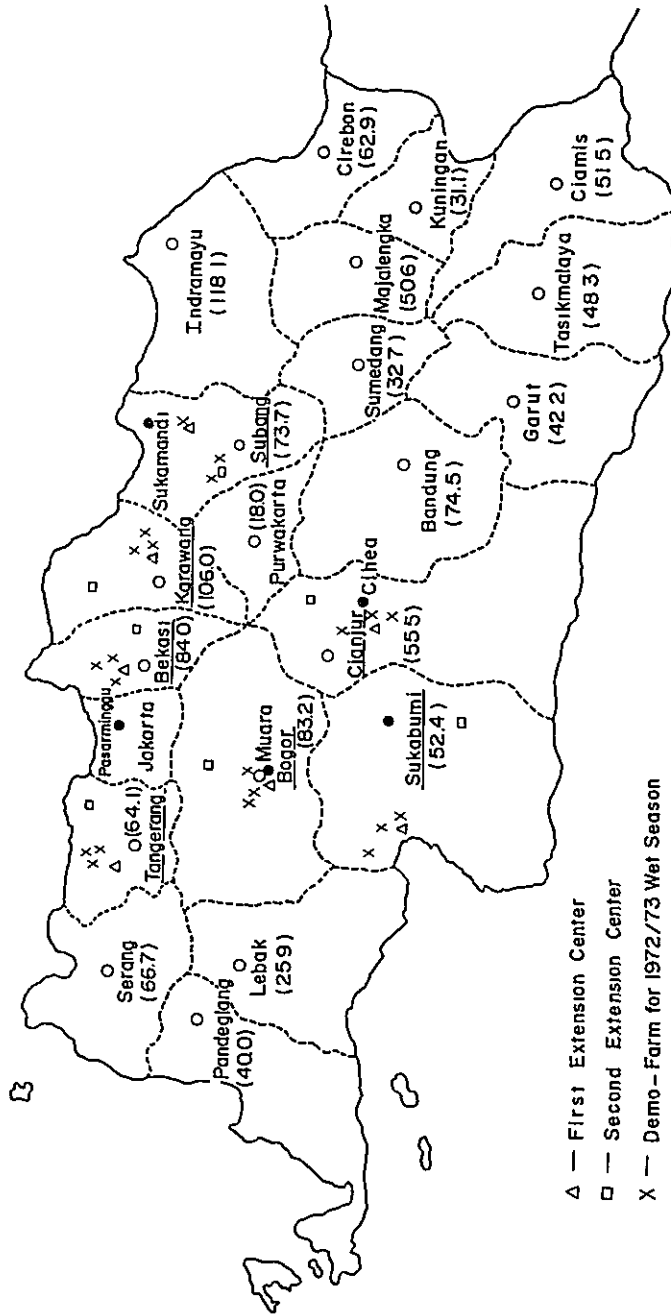 Serang
(66.7)
Pandeglang
(40.0)
Lebak
(25.9)
(64.1)
Tangerang
Pasarminggu
Jakarta
Bekasi
(84.0)
Karawang
(106.0)
Sukamandi
Subang
(73.7)
(18.0)
Purwakarta
Indramayu
(118.1)
Cirebon
(62.9)
Kuningan
(31.1)
Majalengka
(50.6)
Sumedang
(32.7)
Bandung
(74.5)
Muara
Bogor
(83.2)
Cihea
Cianjur
(55.5)
Sukabumi
(52.4)
Garut
(42.2)
Tasikmalaya
(48.3)
Ciamis
(51.5)
△ — First Extension Center
□ — Second Extension Center
X — Demo-Farm for 1972/73 Wet Season